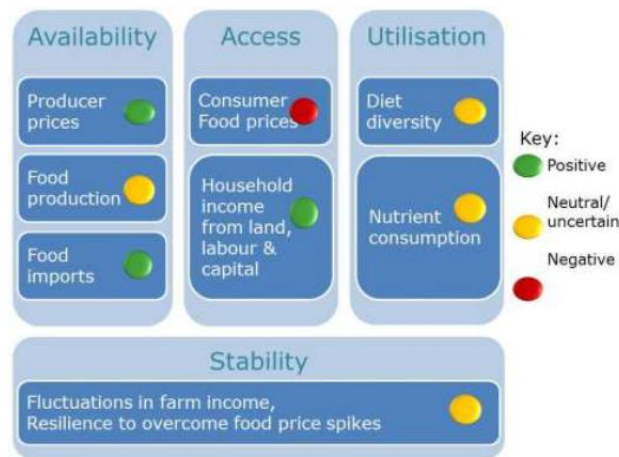 Availability
Producer
prices
Food
production
Food
imports
Access
Consumer
Food prices
Household
income
from land,
labour &
capital
Utilisation
Diet
diversity
Nutrient
consumption
Key:
Positive
Neutral/
uncertain
Negative
Stability
Fluctuations in farm income,
Resilience to overcome food price spikes